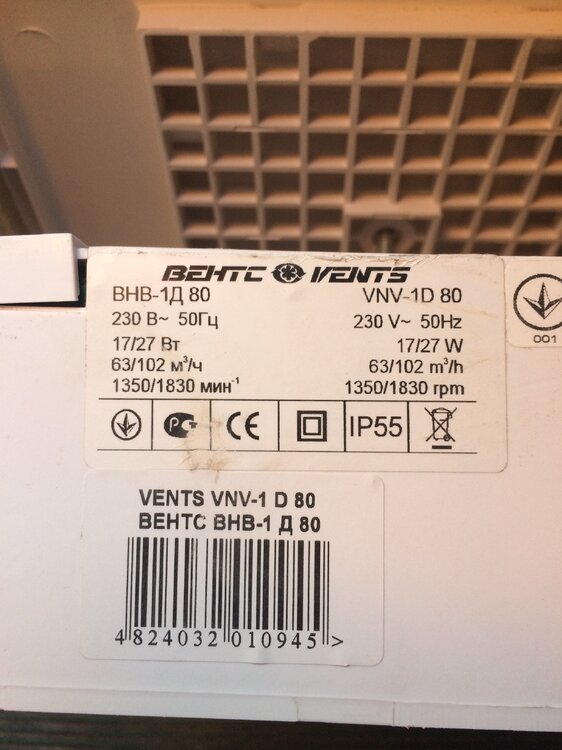 ВЕНТС VENTS
ВНВ-1Д 80 VNV-1D 80
230 В~ 50Гц 230 V~ 50Hz
17/27 Вт 17/27 W
63/102 м³/ч 63/102 m³/h
1350/1830 мин⁻¹ 1350/1830 rpm
001
РС CE IP55
VENTS VNV-1 D 80
ВЕНТС ВНВ-1 Д 80
4 824032 010945 >